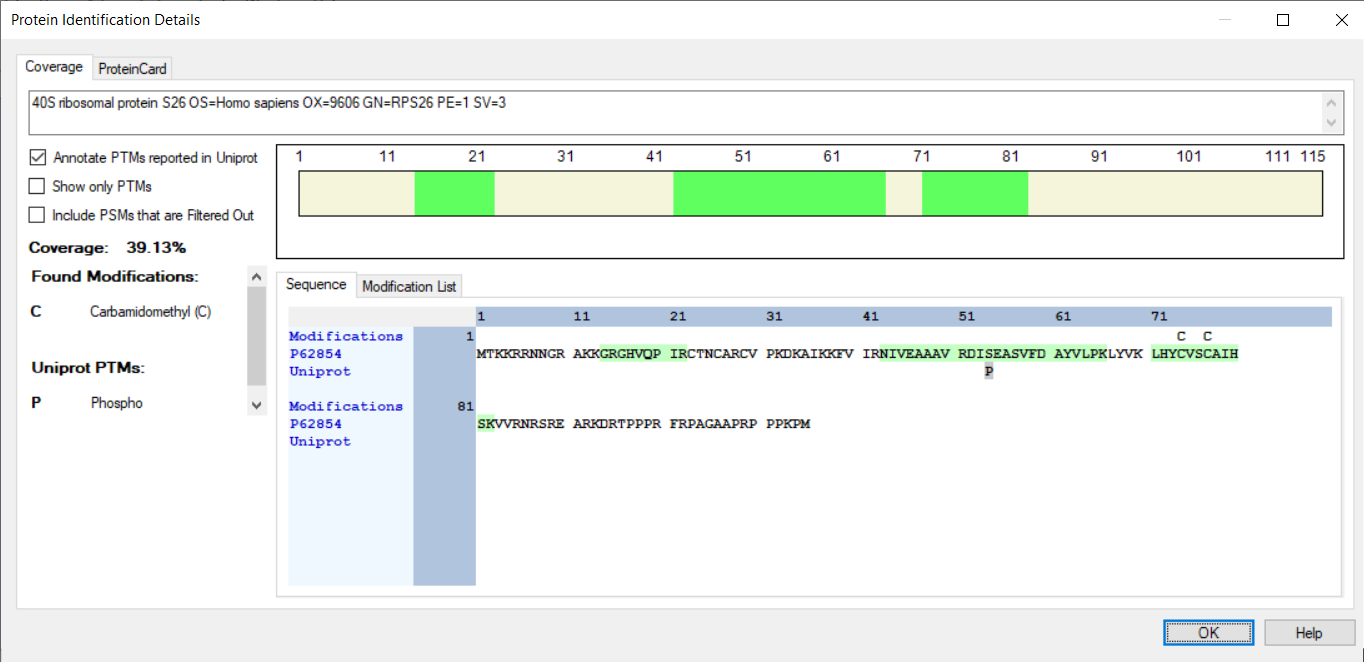 Protein Identification Details
Coverage ProteinCard
40S ribosomal protein S26 OS=Homo sapiens OX=9606 GN=RPS26 PE=1 SV=3
Annotate PTMs reported in Uniprot
Show only PTMs
Include PSMs that are Filtered Out
Coverage: 39.13%
Found Modifications:
C Carbamidomethyl (C)
Uniprot PTMs:
P Phospho
1 11 21 31 41 51 61 71 81 91 101 111 115
Sequence Modification List
1 11 21 31 41 51 61 71
Modifications 1 C C
P62854 MTKKRRNNGR AKKGRGHVQP IRCTNCARCV PKDKAIKKFV IRNIVEAAAV RDISEASVFD AYVLPKLYVK LHYCVSCAIH
Uniprot P
Modifications 81
P62854 SKVVRNRSRE ARKDRTPPPR FRPAGAAPRP PPKPM
Uniprot
OK Help